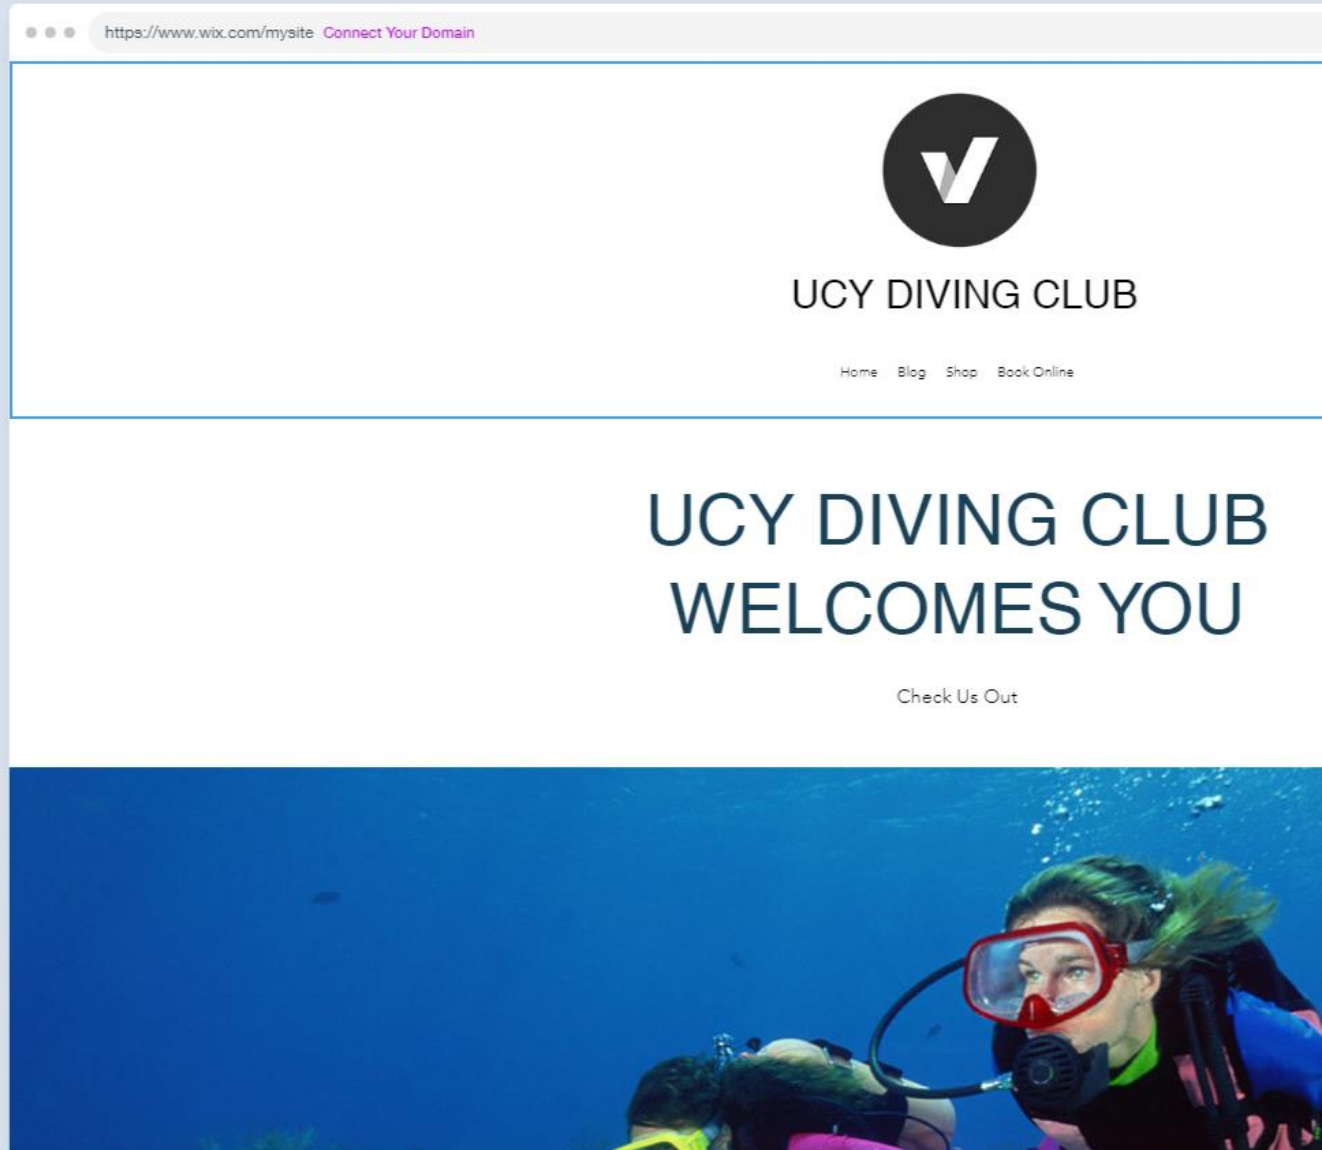 https://www.wix.com/mysite Connect Your Domain
UCY DIVING CLUB
Home Blog Shop Book Online
UCY DIVING CLUB
WELCOMES YOU
Check Us Out